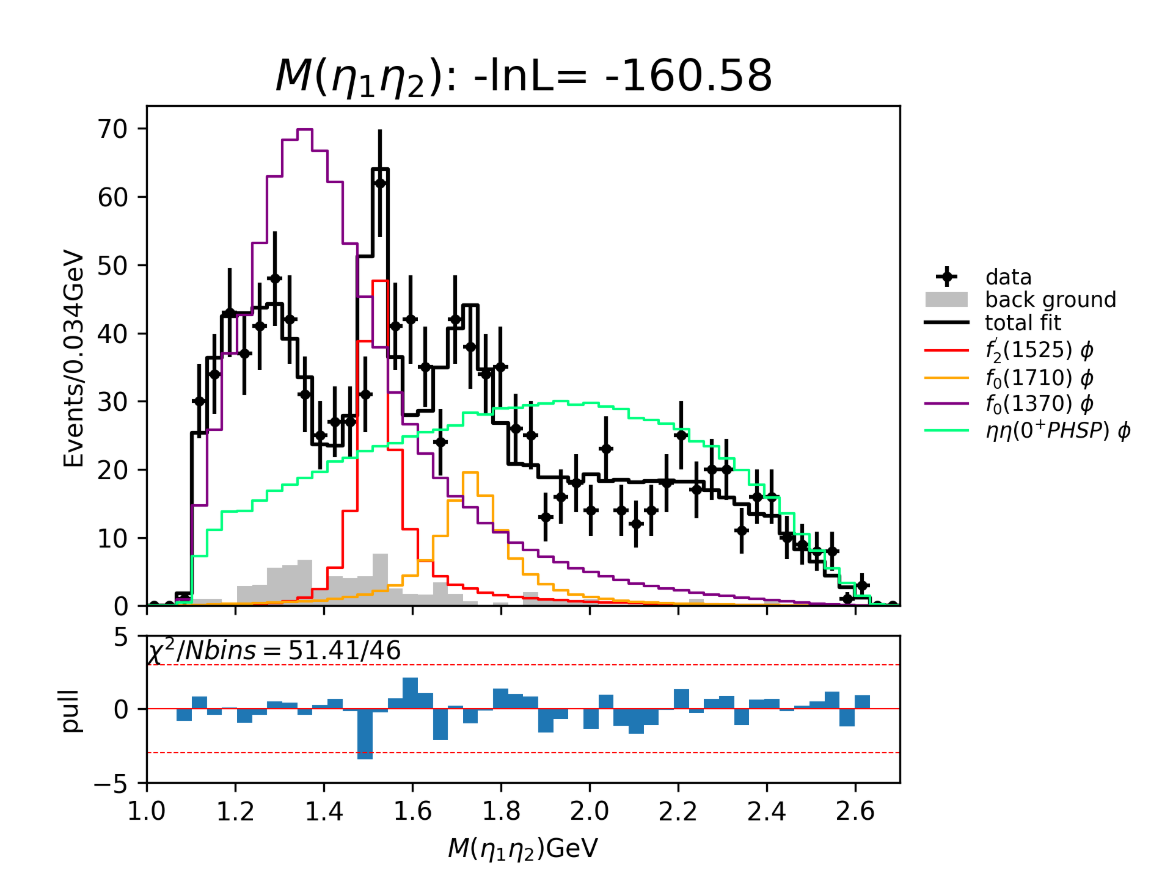 M(η₁η₂): -lnL= -160.58
Events/0.034GeV
70
60
50
40
30
20
10
0
data
back ground
total fit
f₂′(1525) ϕ
f₀(1710) ϕ
f₀(1370) ϕ
ηη(0⁺PHSP) ϕ
χ²/Nbins = 51.41/46
pull
5
0
−5
1.0 1.2 1.4 1.6 1.8 2.0 2.2 2.4 2.6
M(η₁η₂)GeV